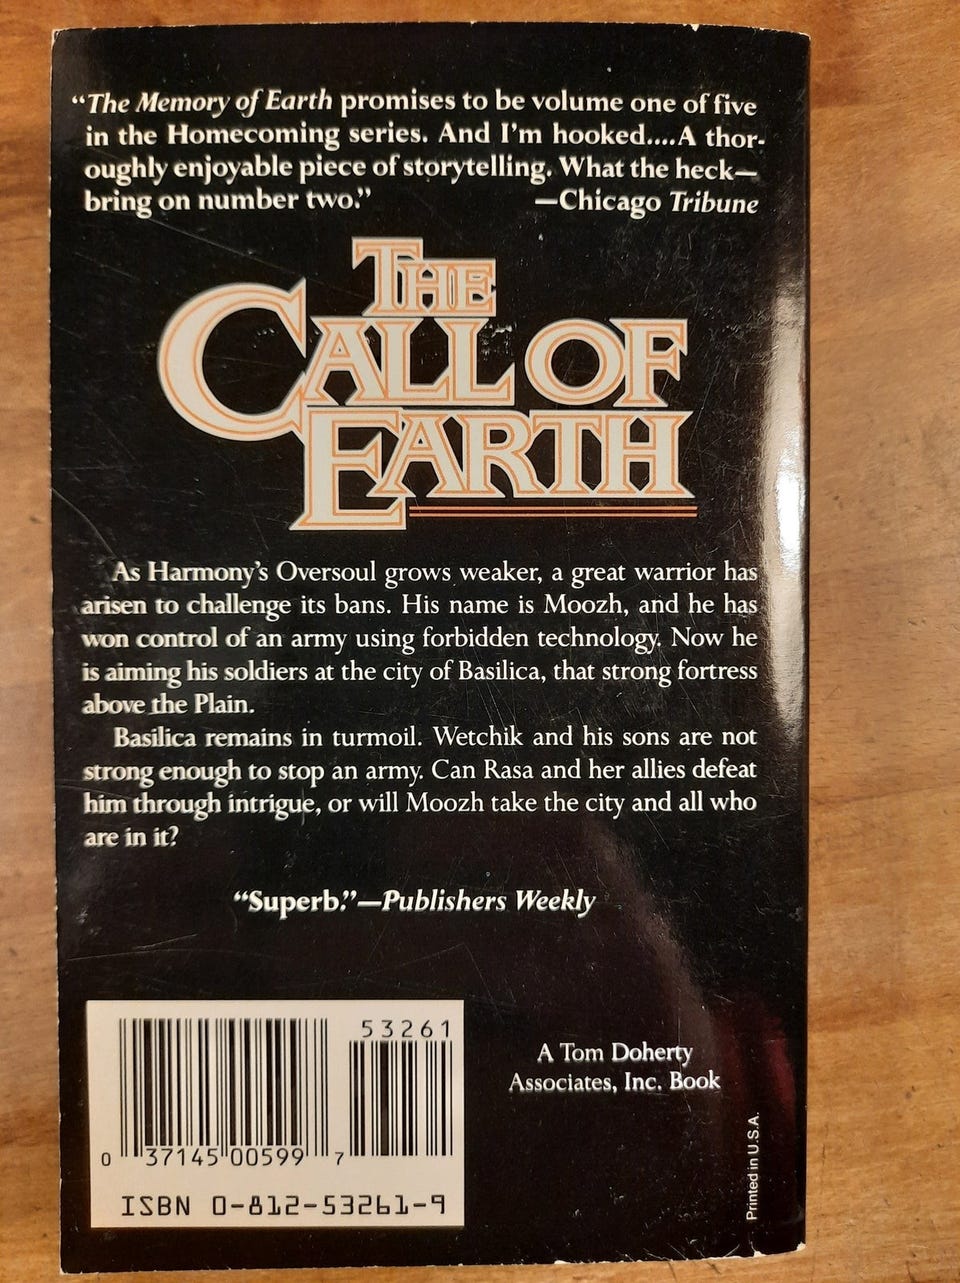 “The Memory of Earth promises to be volume one of five
in the Homecoming series. And I’m hooked....A thor-
oughly enjoyable piece of storytelling. What the heck—
bring on number two.” —Chicago Tribune
THE
CALL OF
EARTH
As Harmony’s Oversoul grows weaker, a great warrior has
arisen to challenge its bans. His name is Moozh, and he has
won control of an army using forbidden technology. Now he
is aiming his soldiers at the city of Basilica, that strong fortress
above the Plain.
Basilica remains in turmoil. Wetchik and his sons are not
strong enough to stop an army. Can Rasa and her allies defeat
him through intrigue, or will Moozh take the city and all who
are in it?
“Superb.”—Publishers Weekly
53261
0 37145 00599 7
ISBN 0-812-53261-9
A Tom Doherty
Associates, Inc. Book
Printed in U.S.A.